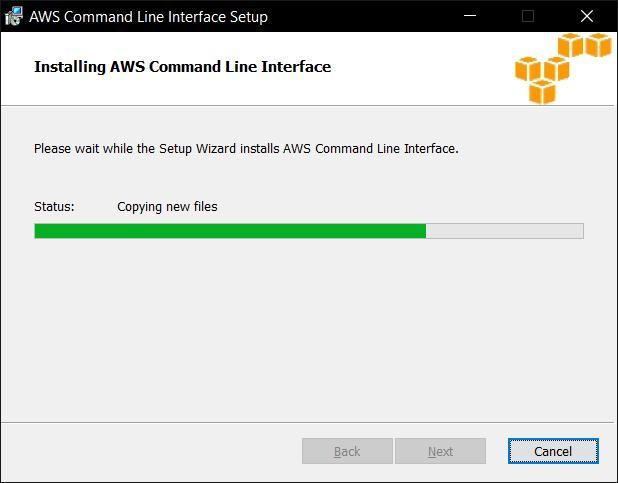 AWS Command Line Interface Setup
Installing AWS Command Line Interface
Please wait while the Setup Wizard installs AWS Command Line Interface.
Status: Copying new files
Back Next Cancel